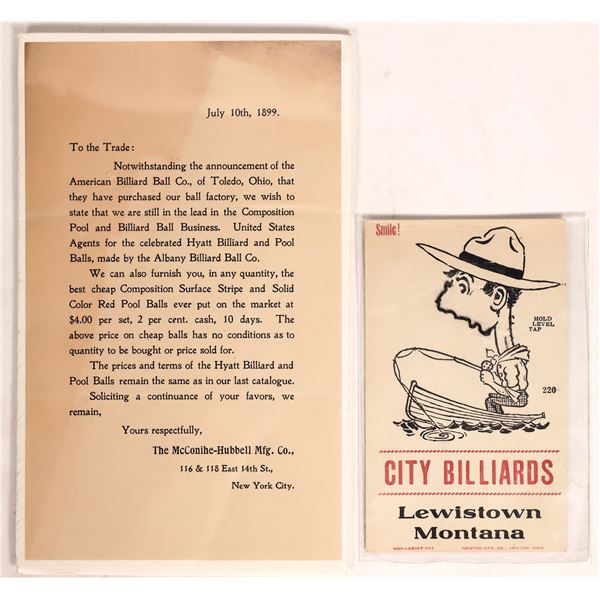 July 10th, 1899.
To the Trade:
Notwithstanding the announcement of the
American Billiard Ball Co., of Toledo, Ohio, that
they have purchased our ball factory, we wish to
state that we are still in the lead in the Composition
Pool and Billiard Ball Business. United States
Agents for the celebrated Hyatt Billiard and Pool
Balls, made by the Albany Billiard Ball Co.
We can also furnish you, in any quantity, the
best cheap Composition Surface Stripe and Solid
Color Red Pool Balls ever put on the market at
$4.00 per set, 2 per cent. cash, 10 days. The
above price on cheap balls has no conditions as to
quantity to be bought or price sold for.
The prices and terms of the Hyatt Billiard and
Pool Balls remain the same as in our last catalogue.
Soliciting a continuance of your favors, we
remain,
Yours respectfully,
The McConihe-Hubbell Mfg. Co.,
116 & 118 East 14th St.,
New York City.
Smile!
HOLD
LEVEL
TAP
220
CITY BILLIARDS
Lewistown
Montana
NEWTON MFG. CO., NEWTON, IOWA